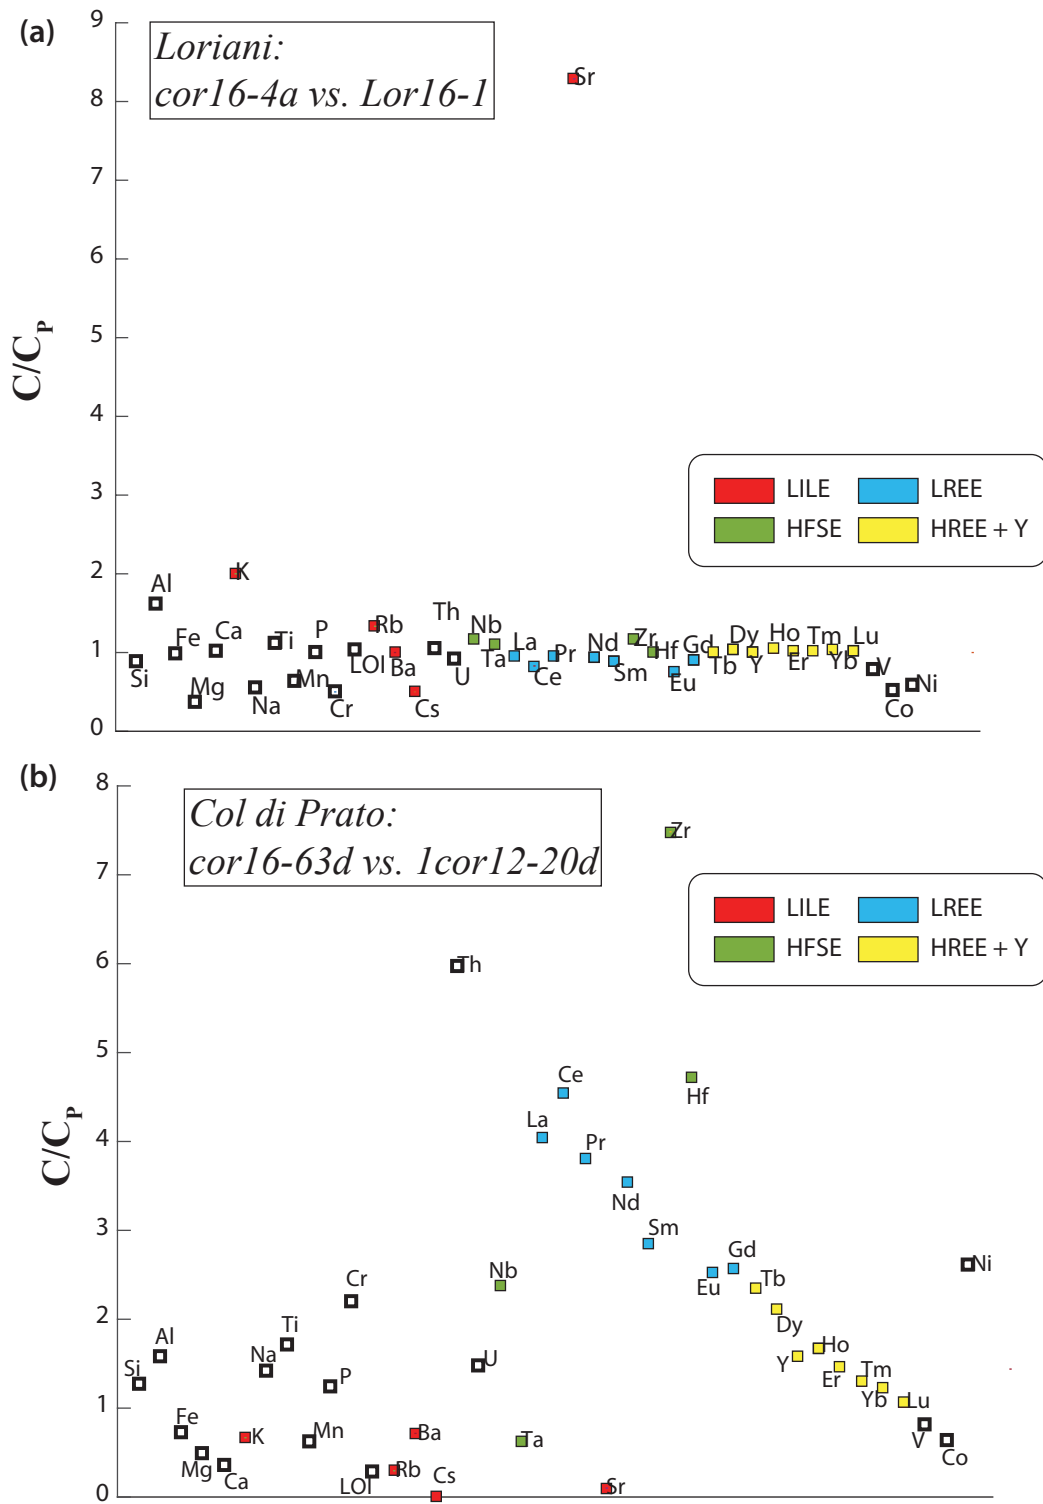 (a)
Loriani:
cor16-4a vs. Lor16-1
9
8
7
6
5
4
3
2
1
0
C/C_P
Sr
LILE LREE
HFSE HREE + Y
Al K
Si Fe Mg Ca Na Ti Mn P Cr LOI Rb Ba Cs Th U Nb Ta La Ce Pr Nd Sm Zr Hf Eu Gd Tb Dy Y Ho Er Tm Yb Lu V Co Ni
(b)
Col di Prato:
cor16-63d vs. 1cor12-20d
8
7
6
5
4
3
2
1
0
C/C_P
Zr
LILE LREE
HFSE HREE + Y
Th
Ce Hf
La Pr
Nd Sm
Nb Eu Gd Tb Ni
Cr Dy
Si Al Na Ti P U Y Ho Er Tm Yb Lu
Fe K Mn Ba Ta V Co
Mg Ca LOI Rb Cs Sr